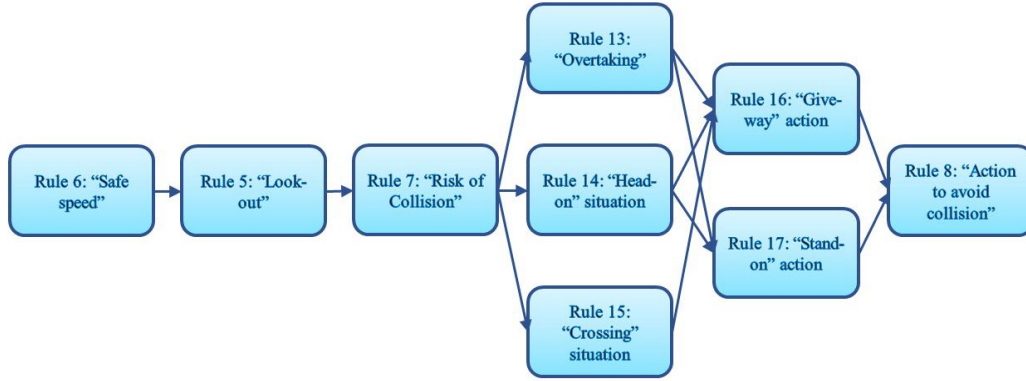 Rule 6: “Safe
speed”
Rule 5: “Look-
out”
Rule 7: “Risk of
Collision”
Rule 13:
“Overtaking”
Rule 14: “Head-
on” situation
Rule 15:
“Crossing”
situation
Rule 16: “Give-
way” action
Rule 17: “Stand-
on” action
Rule 8: “Action
to avoid
collision”